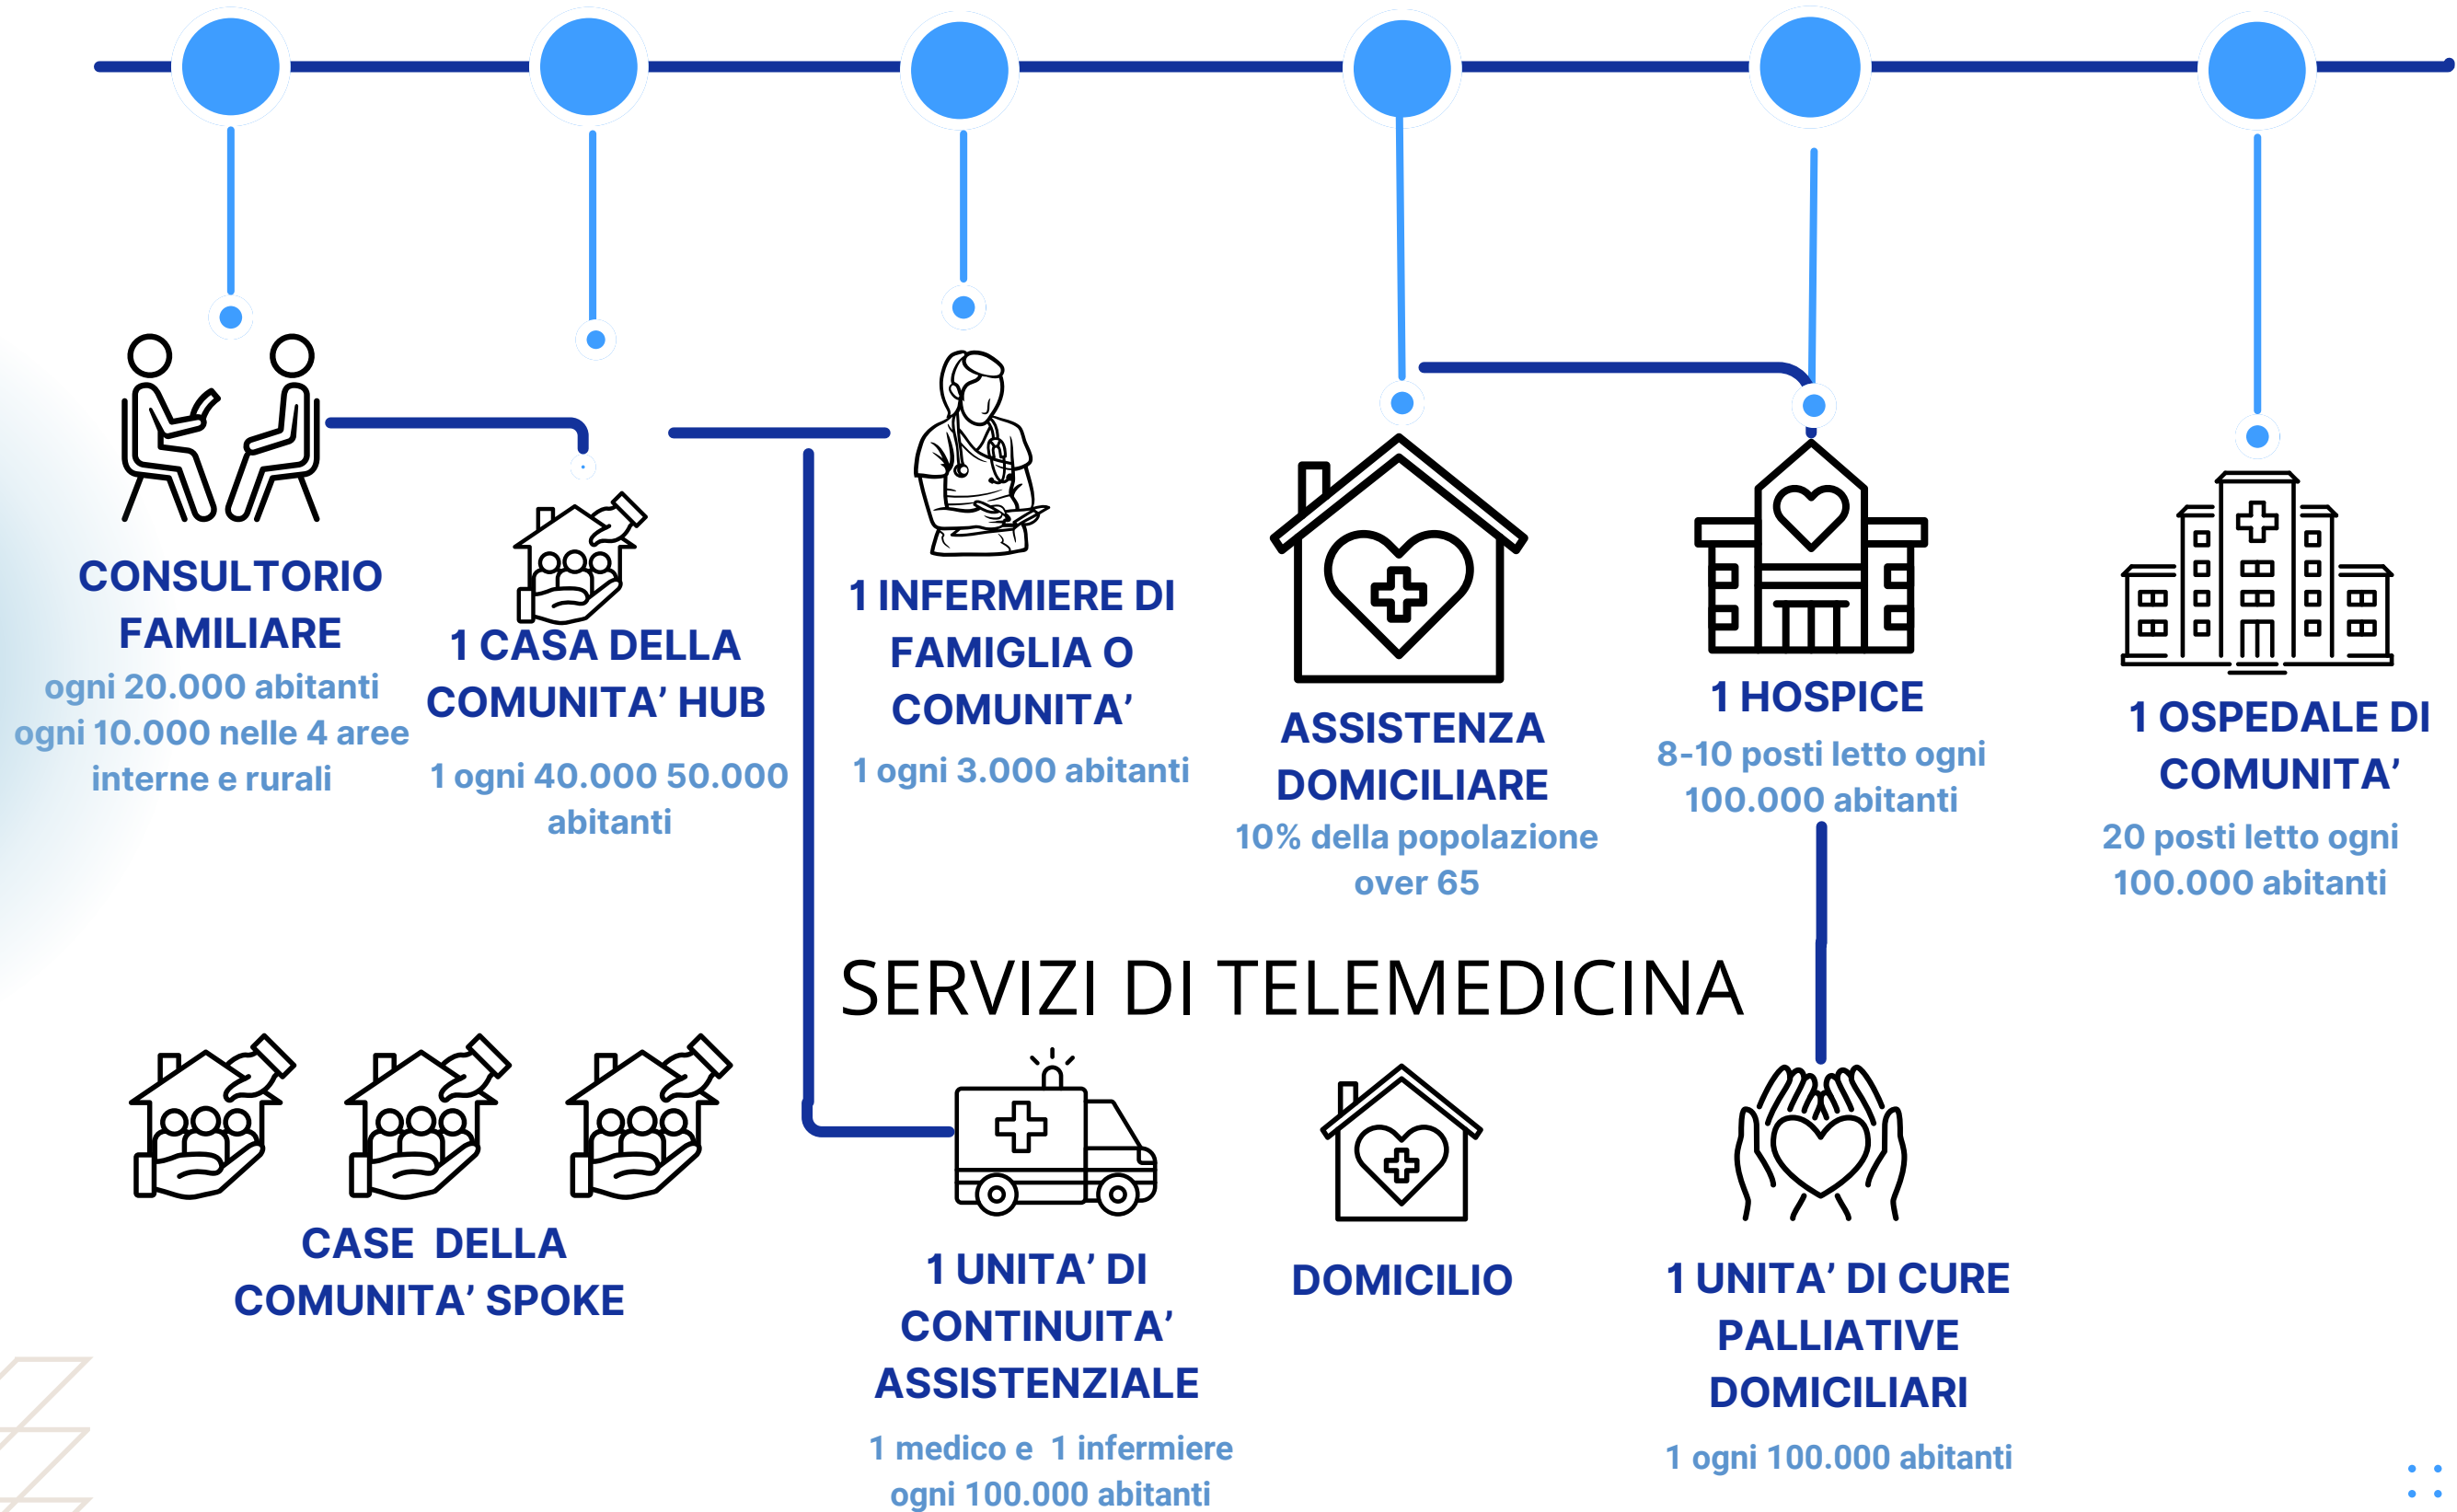 CONSULTORIO
FAMILIARE
ogni 20.000 abitanti
ogni 10.000 nelle 4 aree
interne e rurali
1 CASA DELLA
COMUNITA’ HUB
1 ogni 40.000 50.000
abitanti
1 INFERMIERE DI
FAMIGLIA O
COMUNITA’
1 ogni 3.000 abitanti
ASSISTENZA
DOMICILIARE
10% della popolazione
over 65
1 HOSPICE
8-10 posti letto ogni
100.000 abitanti
1 OSPEDALE DI
COMUNITA’
20 posti letto ogni
100.000 abitanti
SERVIZI DI TELEMEDICINA
CASE DELLA
COMUNITA’ SPOKE
1 UNITA’ DI
CONTINUITA’
ASSISTENZIALE
1 medico e 1 infermiere
ogni 100.000 abitanti
DOMICILIO
1 UNITA’ DI CURE
PALLIATIVE
DOMICILIARI
1 ogni 100.000 abitanti